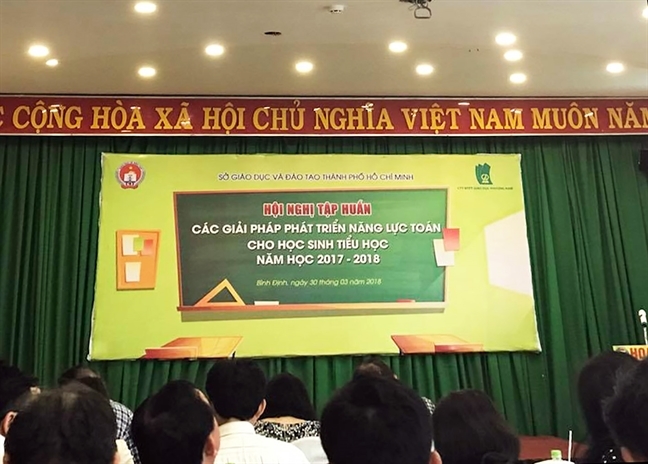 CỘNG HÒA XÃ HỘI CHỦ NGHĨA VIỆT NAM MUÔN NĂM
SỞ GIÁO DỤC VÀ ĐÀO TẠO THÀNH PHỐ HỒ CHÍ MINH
HỘI NGHỊ TẬP HUẤN
CÁC GIẢI PHÁP PHÁT TRIỂN NĂNG LỰC TOÁN
CHO HỌC SINH TIỂU HỌC
NĂM HỌC 2017 - 2018
Bình Định, ngày 30 tháng 03 năm 2018